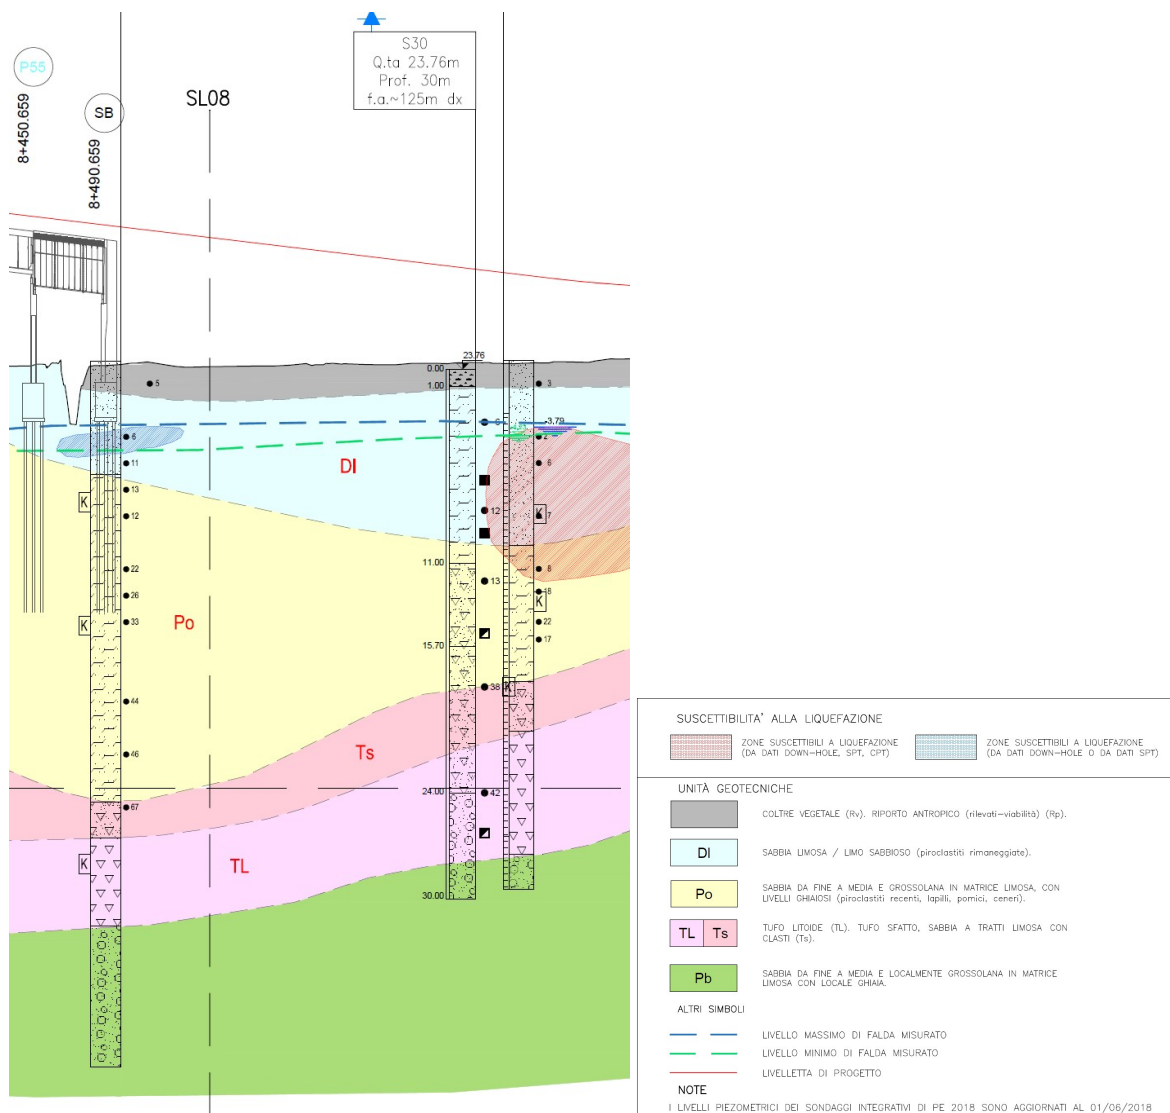 P55
8+450.659
SB
8+490.659
SL08
S30
Q.ta 23.76m
Prof. 30m
f.a.~125m dx
23.76
0.00
1.00
5
3
3.79
6
2
6
11
DI
6
13
12
12
7
K
K
11.00
22
13
8
26
18
K
Po
33
22
K
15.70
17
38
K
44
Ts
46
24.00
42
67
K
TL
30.00
SUSCETTIBILITA' ALLA LIQUEFAZIONE
ZONE SUSCETTIBILI A LIQUEFAZIONE
(DA DATI DOWN-HOLE, SPT, CPT)
ZONE SUSCETTIBILI A LIQUEFAZIONE
(DA DATI DOWN-HOLE O DA DATI SPT)
UNITÀ GEOTECNICHE
COLTRE VEGETALE (Rv). RIPORTO ANTROPICO (rilevati-viabilità) (Rp).
DI
SABBIA LIMOSA / LIMO SABBIOSO (piroclastiti rimaneggiate).
Po
SABBIA DA FINE A MEDIA E GROSSOLANA IN MATRICE LIMOSA, CON
LIVELLI GHIAIOSI (piroclastiti recenti, lapilli, pomici, ceneri).
TL Ts
TUFO LITOIDE (TL). TUFO SFATTO, SABBIA A TRATTI LIMOSA CON
CLASTI (Ts).
Pb
SABBIA DA FINE A MEDIA E LOCALMENTE GROSSOLANA IN MATRICE
LIMOSA CON LOCALE GHIAIA.
ALTRI SIMBOLI
LIVELLO MASSIMO DI FALDA MISURATO
LIVELLO MINIMO DI FALDA MISURATO
LIVELLETTA DI PROGETTO
NOTE
I LIVELLI PIEZOMETRICI DEI SONDAGGI INTEGRATIVI DI PE 2018 SONO AGGIORNATI AL 01/06/2018